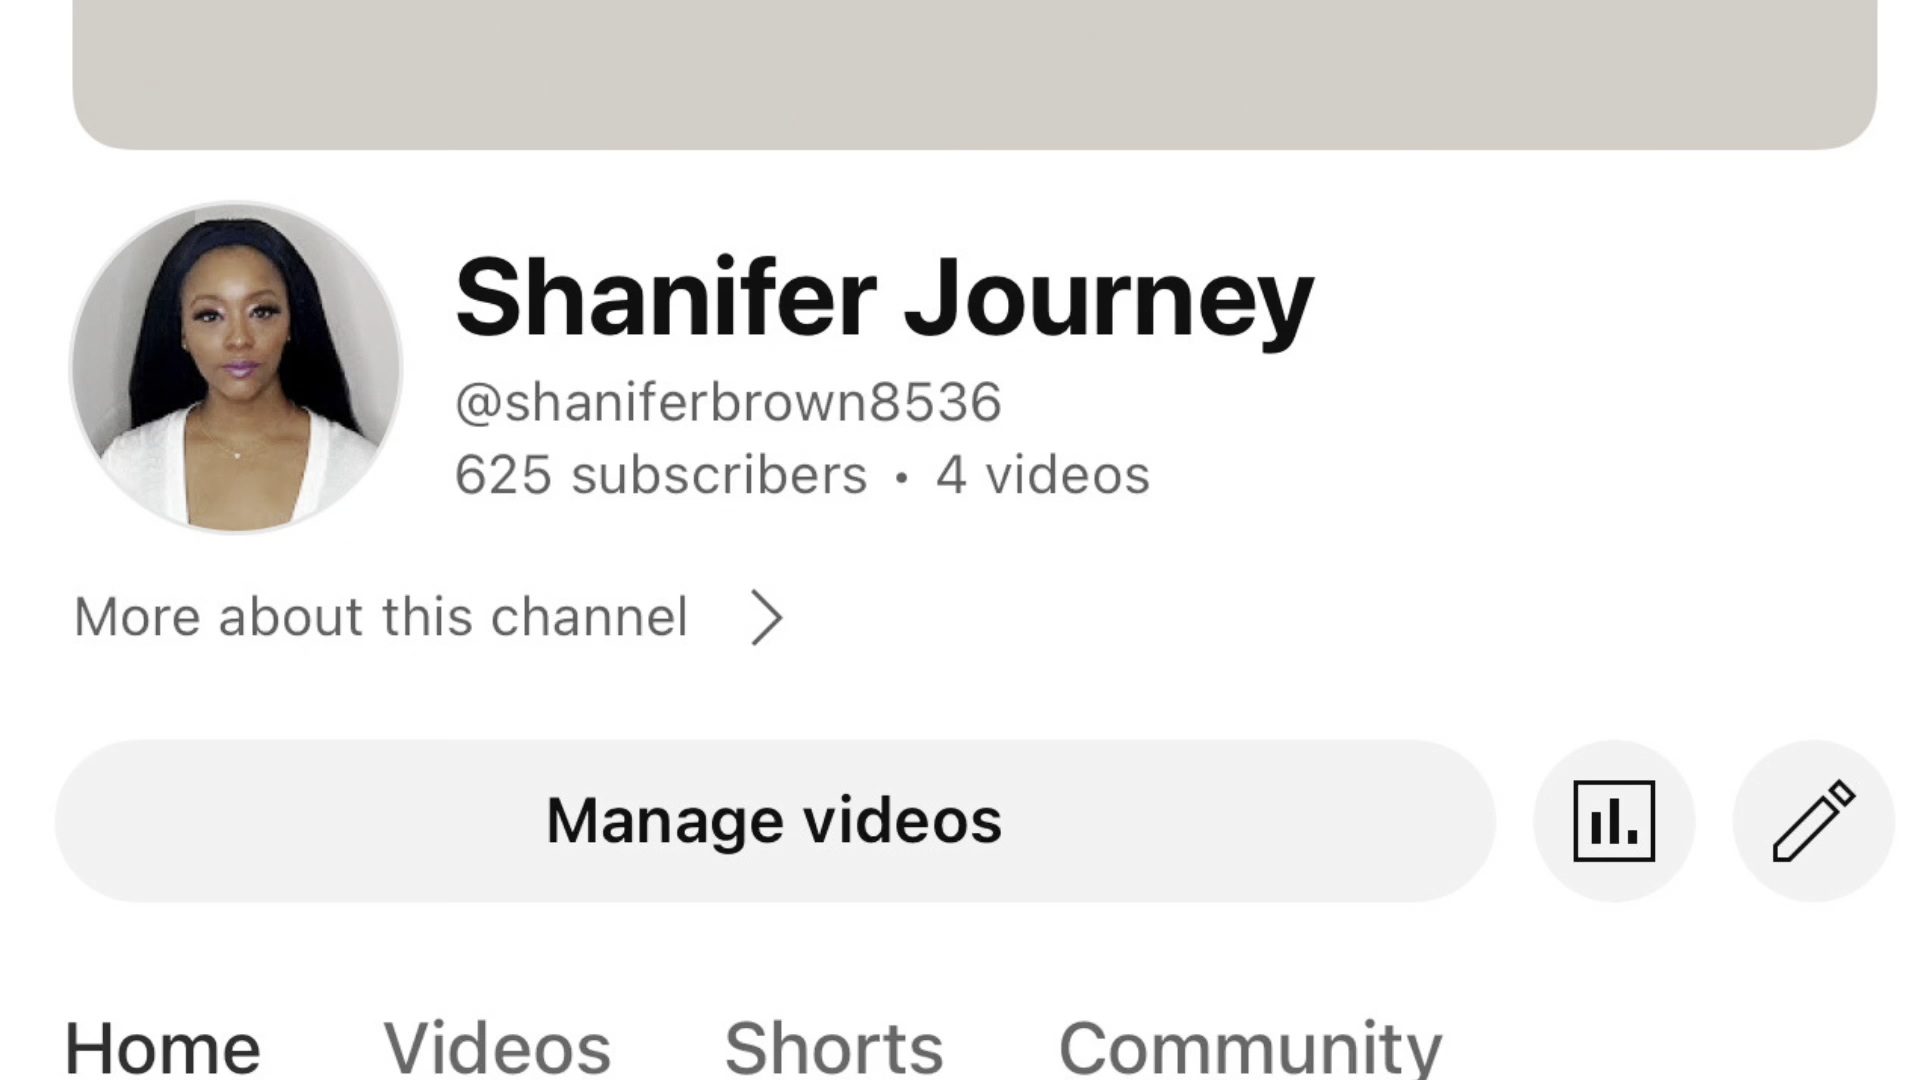 Shanifer Journey
@shaniferbrown8536
625 subscribers • 4 videos
More about this channel
Manage videos
Home Videos Shorts Community